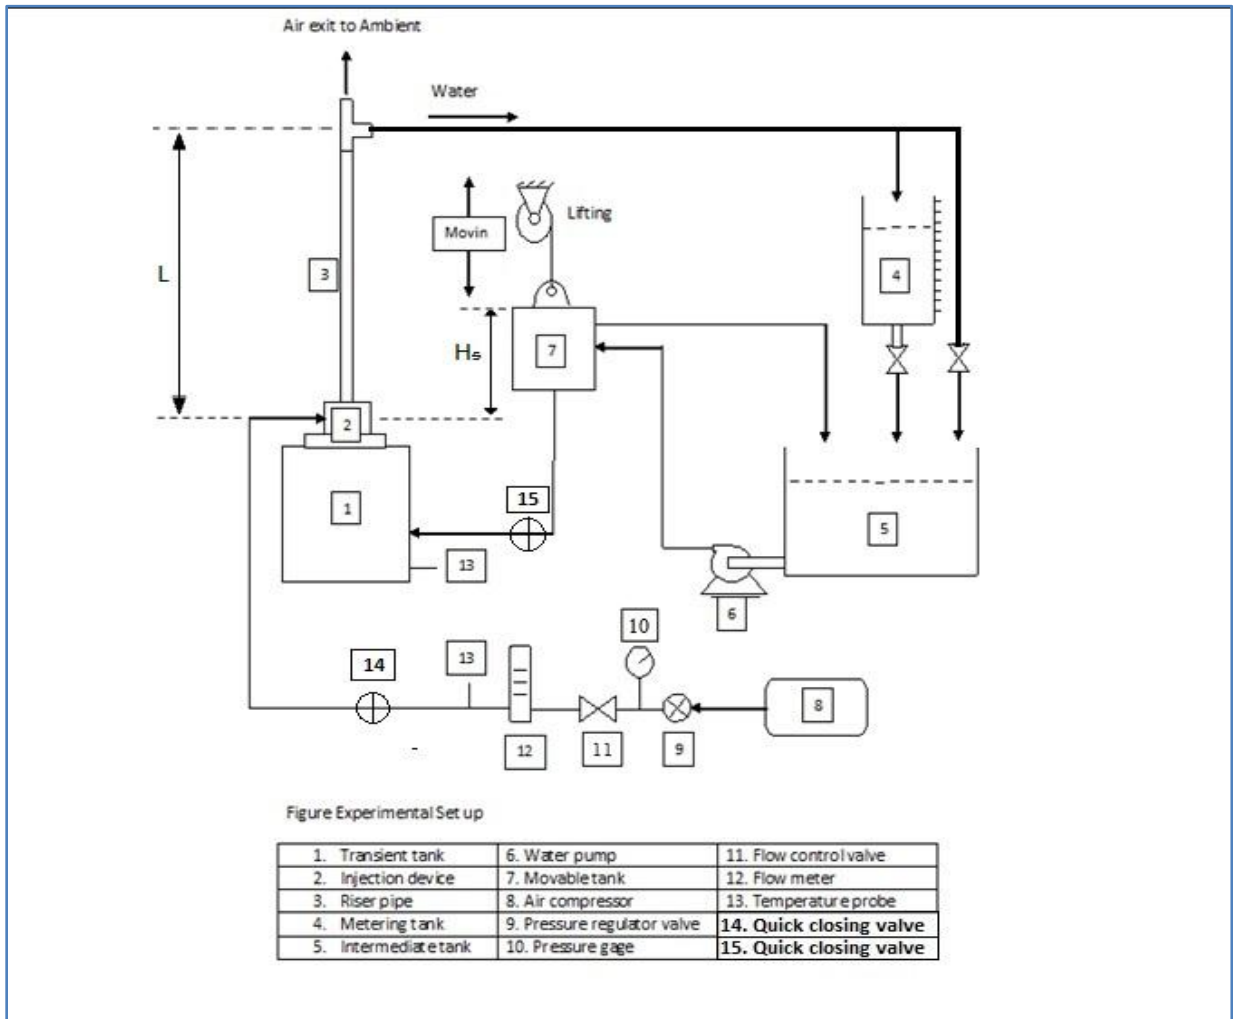 Air exit to Ambient
Water
Lifting
Movin
3
L
4
7
Hs
2
15
1
5
13
6
10
14
13
8
12
11
9
-
Figure Experimental Set up
1. Transient tank 6. Water pump 11. Flow control valve
2. Injection device 7. Movable tank 12. Flow meter
3. Riser pipe 8. Air compressor 13. Temperature probe
4. Metering tank 9. Pressure regulator valve 14. Quick closing valve
5. Intermediate tank 10. Pressure gage 15. Quick closing valve